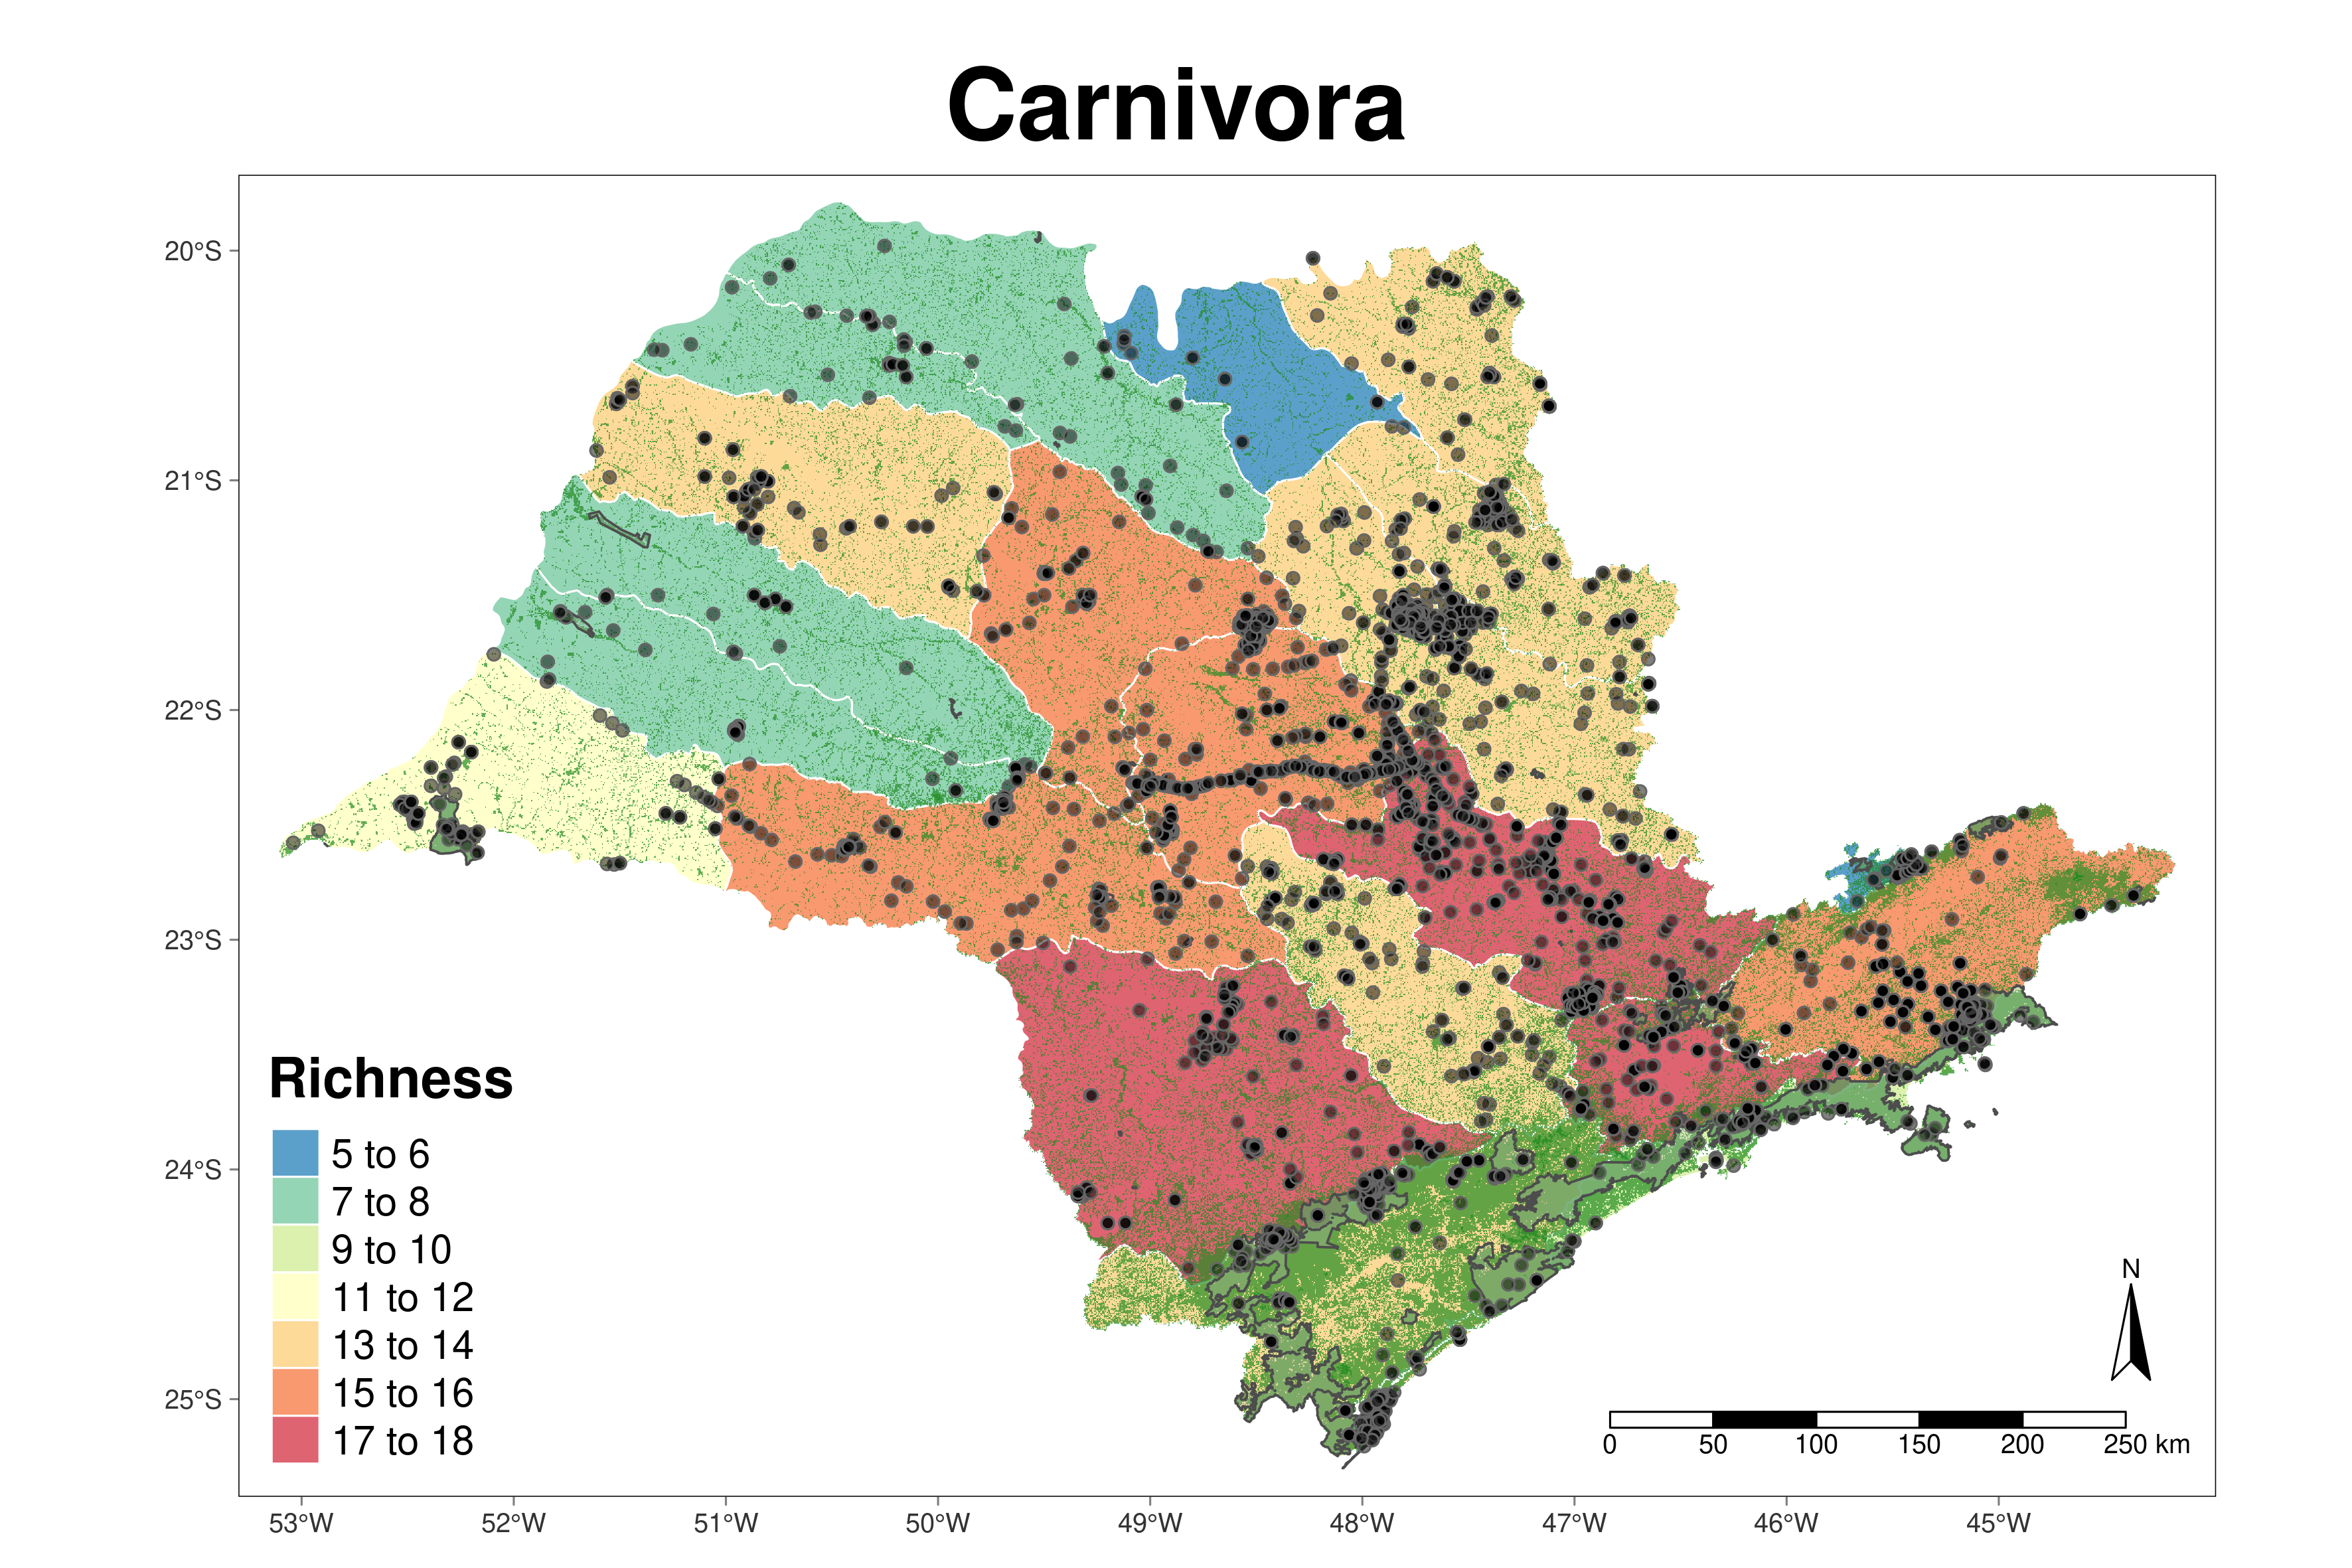 Carnivora
20°S
21°S
22°S
23°S
24°S
25°S
Richness
5 to 6
7 to 8
9 to 10
11 to 12
13 to 14
15 to 16
17 to 18
N
0 50 100 150 200 250 km
53°W 52°W 51°W 50°W 49°W 48°W 47°W 46°W 45°W